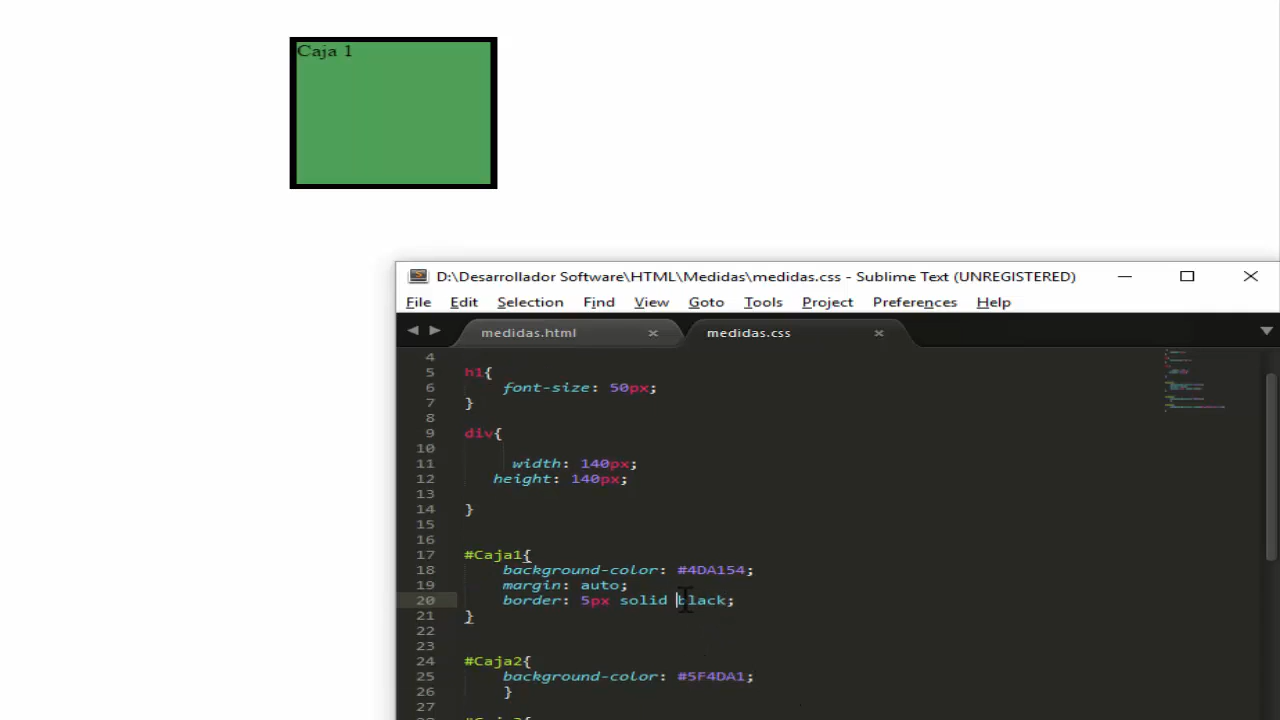 Caja 1
D:\Desarrollador Software\HTML\Medidas\medidas.css - Sublime Text (UNREGISTERED)
File Edit Selection Find View Goto Tools Project Preferences Help
medidas.html medidas.css
4
5 h1{
6 font-size: 50px;
7 }
8
9 div{
10
11 width: 140px;
12 height: 140px;
13
14 }
15
16
17 #Caja1{
18 background-color: #4DA154;
19 margin: auto;
20 border: 5px solid black;
21 }
22
23
24 #Caja2{
25 background-color: #5F4DA1;
26 }
27